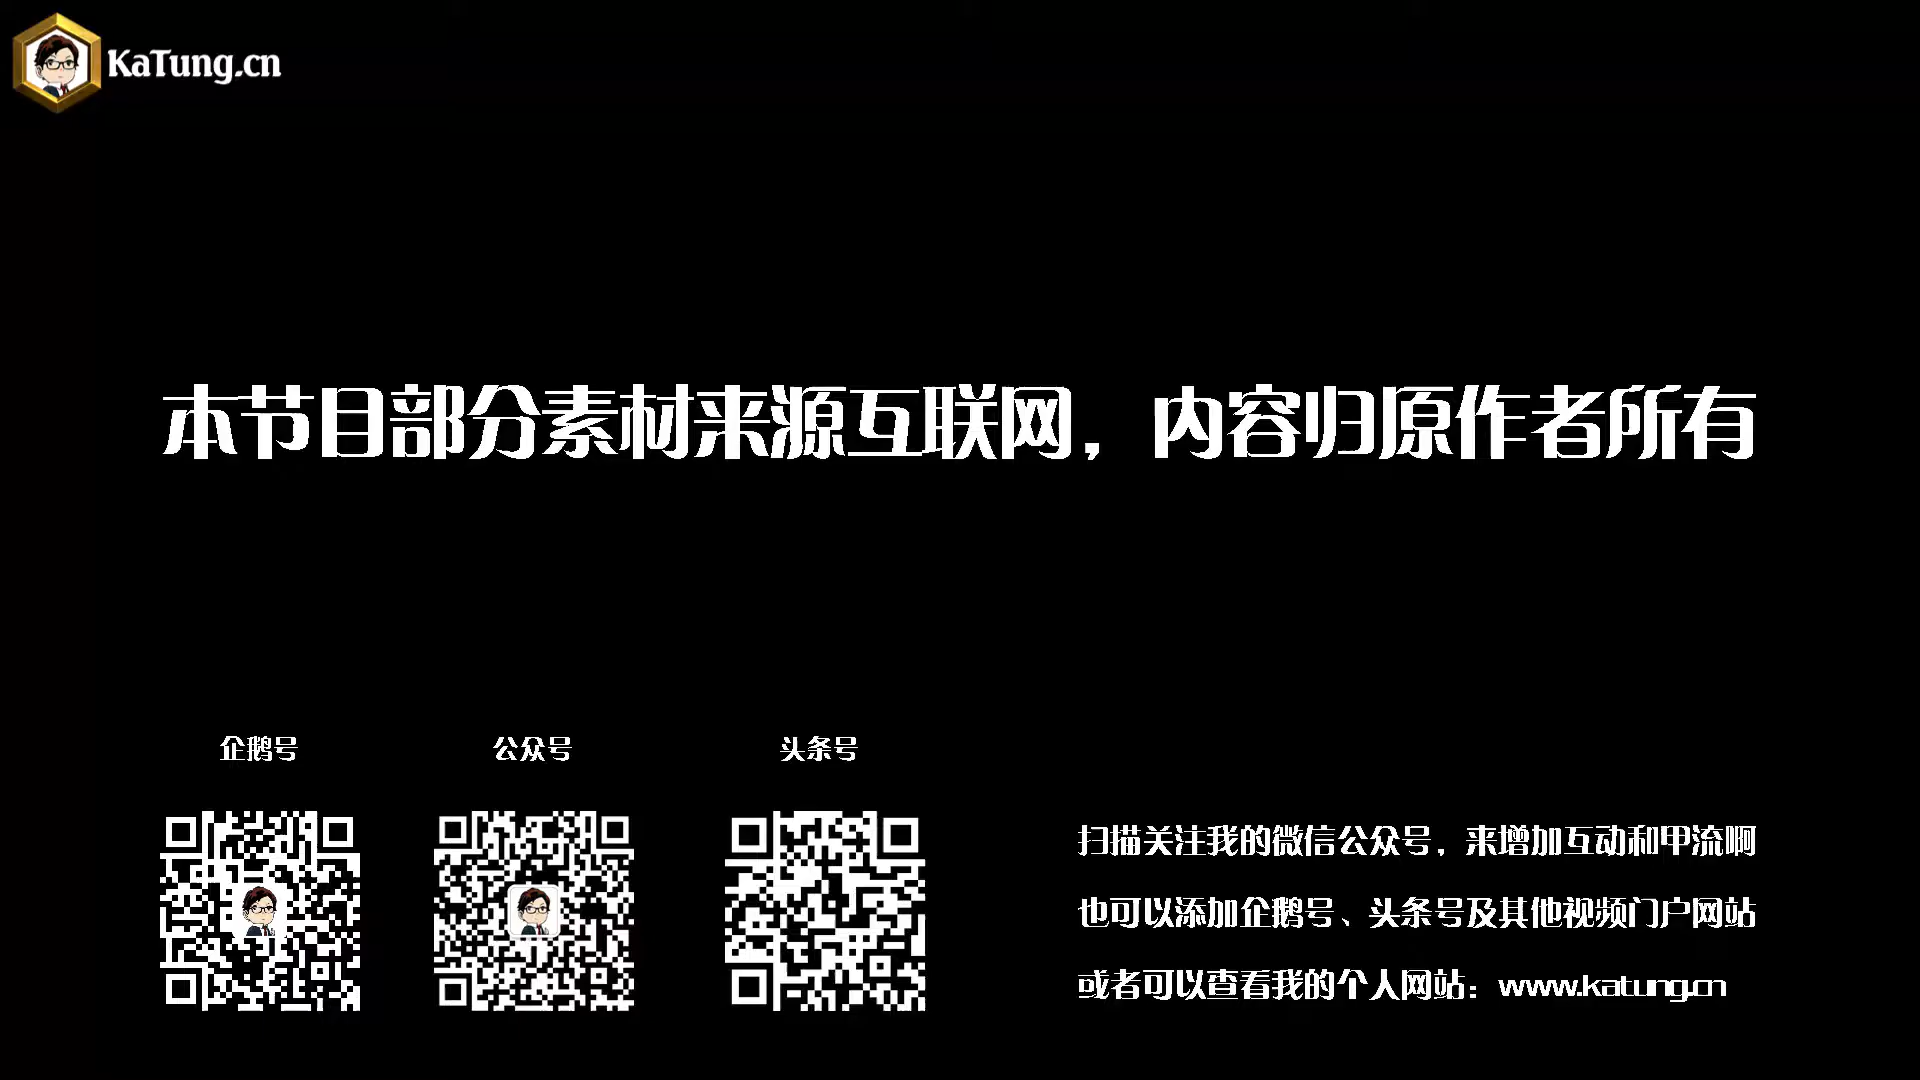 KaTung.cn
本节目部分素材来源互联网，内容归原作者所有
企鹅号
公众号
头条号
扫描关注我的微信公众号，来增加互动和甲流啊
也可以添加企鹅号、头条号及其他视频门户网站
或者可以查看我的个人网站：www.katung.cn